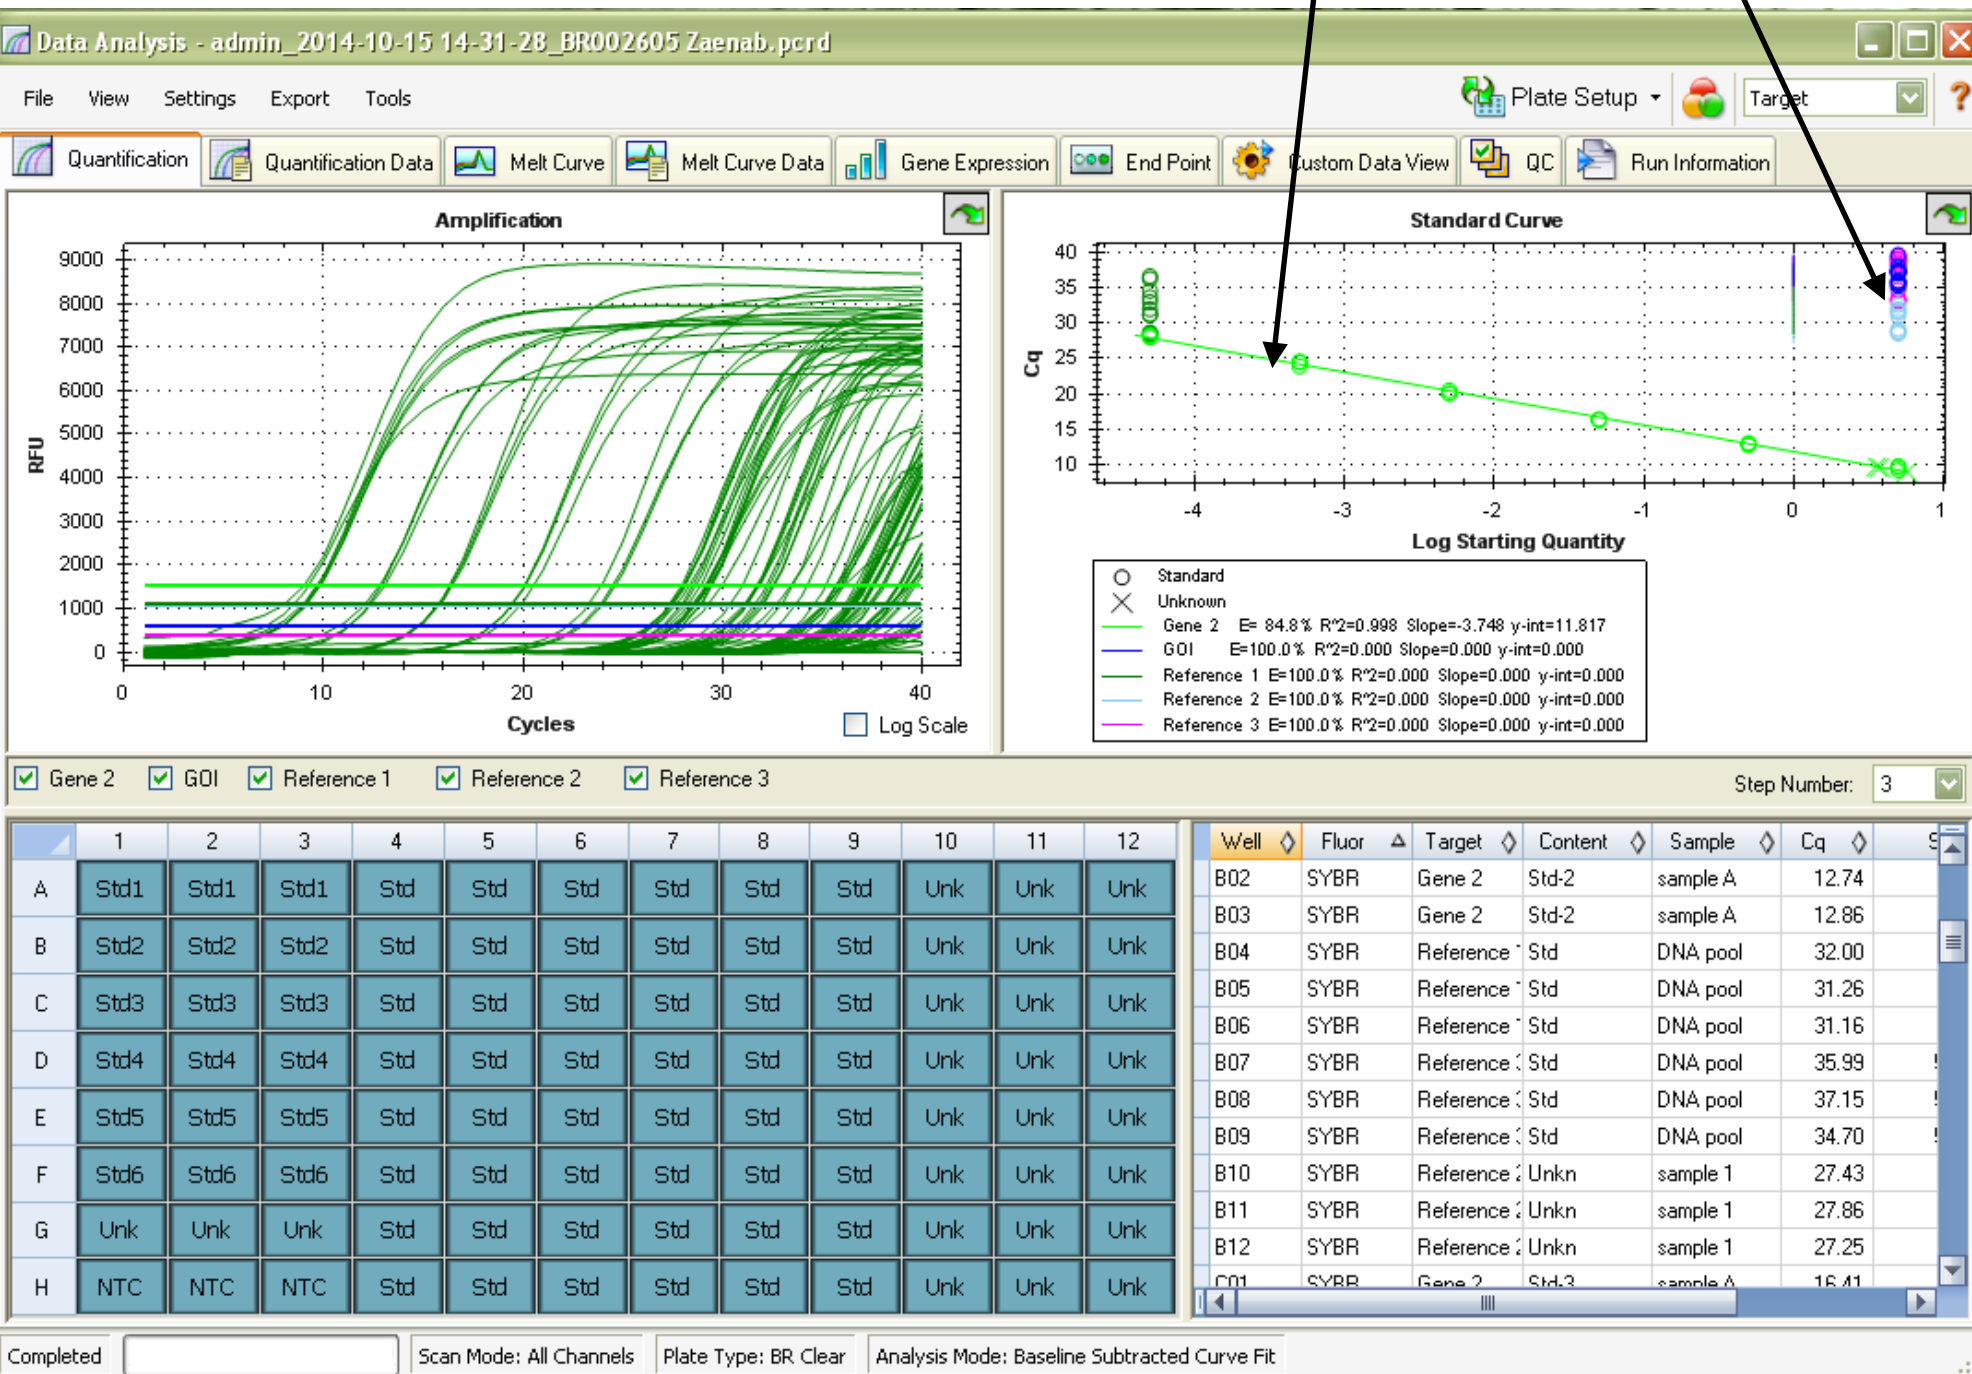 Data Analysis - admin_2014-10-15 14-31-28_BR002605 Zaenab.pcrd
File View Settings Export Tools
Plate Setup Target ?
Quantification Quantification Data Melt Curve Melt Curve Data Gene Expression End Point Custom Data View QC Run Information
Amplification
9000
8000
7000
6000
5000
4000
3000
2000
1000
0
RFU
0 10 20 30 40
Cycles
Log Scale
Standard Curve
40
35
30
25
20
15
10
Cq
-4 -3 -2 -1 0 1
Log Starting Quantity
Standard
Unknown
Gene 2 E= 84.8% R^2=0.998 Slope=-3.748 y-int=11.817
GOI E=100.0% R^2=0.000 Slope=0.000 y-int=0.000
Reference 1 E=100.0% R^2=0.000 Slope=0.000 y-int=0.000
Reference 2 E=100.0% R^2=0.000 Slope=0.000 y-int=0.000
Reference 3 E=100.0% R^2=0.000 Slope=0.000 y-int=0.000
Gene 2 GOI Reference 1 Reference 2 Reference 3
Step Number: 3
1 2 3 4 5 6 7 8 9 10 11 12
A Std1 Std1 Std1 Std Std Std Std Std Std Unk Unk Unk
B Std2 Std2 Std2 Std Std Std Std Std Std Unk Unk Unk
C Std3 Std3 Std3 Std Std Std Std Std Std Unk Unk Unk
D Std4 Std4 Std4 Std Std Std Std Std Std Unk Unk Unk
E Std5 Std5 Std5 Std Std Std Std Std Std Unk Unk Unk
F Std6 Std6 Std6 Std Std Std Std Std Std Unk Unk Unk
G Unk Unk Unk Std Std Std Std Std Std Unk Unk Unk
H NTC NTC NTC Std Std Std Std Std Std Unk Unk Unk
Well Fluor Target Content Sample Cq
B02 SYBR Gene 2 Std-2 sample A 12.74
B03 SYBR Gene 2 Std-2 sample A 12.86
B04 SYBR Reference Std DNA pool 32.00
B05 SYBR Reference Std DNA pool 31.26
B06 SYBR Reference Std DNA pool 31.16
B07 SYBR Reference Std DNA pool 35.99
B08 SYBR Reference Std DNA pool 37.15
B09 SYBR Reference Std DNA pool 34.70
B10 SYBR Reference 2 Unkn sample 1 27.43
B11 SYBR Reference 2 Unkn sample 1 27.86
B12 SYBR Reference 2 Unkn sample 1 27.25
C01 SYBR Gene 2 Std-3 sample A 16.41
Completed
Scan Mode: All Channels
Plate Type: BR Clear
Analysis Mode: Baseline Subtracted Curve Fit